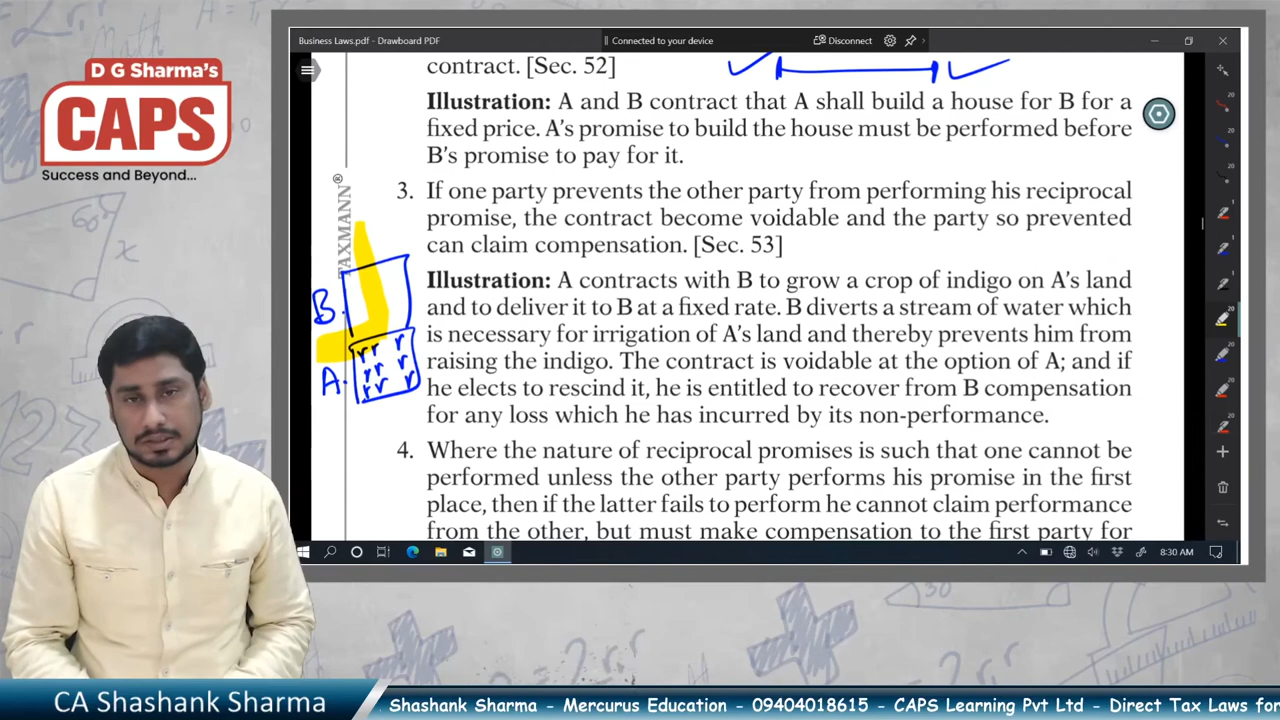 Business Laws.pdf - Drawboard PDF
Connected to your device
Disconnect
D G Sharma's
CAPS
Success and Beyond...
contract. [Sec. 52]
Illustration: A and B contract that A shall build a house for B for a
fixed price. A's promise to build the house must be performed before
B's promise to pay for it.
3. If one party prevents the other party from performing his reciprocal
promise, the contract become voidable and the party so prevented
can claim compensation. [Sec. 53]
TAXMANN®
Illustration: A contracts with B to grow a crop of indigo on A's land
and to deliver it to B at a fixed rate. B diverts a stream of water which
is necessary for irrigation of A's land and thereby prevents him from
raising the indigo. The contract is voidable at the option of A; and if
he elects to rescind it, he is entitled to recover from B compensation
for any loss which he has incurred by its non-performance.
B.
A.
4. Where the nature of reciprocal promises is such that one cannot be
performed unless the other party performs his promise in the first
place, then if the latter fails to perform he cannot claim performance
from the other, but must make compensation to the first party for
8:30 AM
CA Shashank Sharma
Shashank Sharma - Mercurus Education - 09404018615 - CAPS Learning Pvt Ltd - Direct Tax Laws for